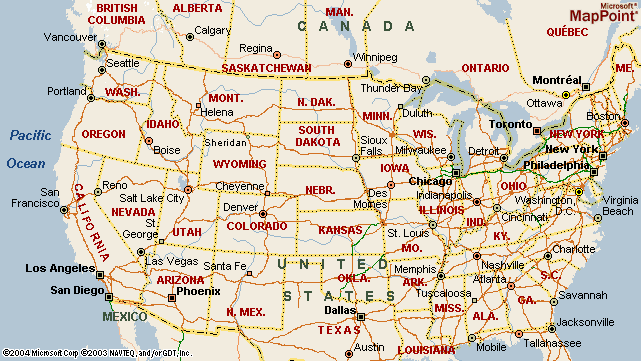 BRITISH
COLUMBIA
ALBERTA
MAN.
Microsoft®
MapPoint®
CANADA
Vancouver
Calgary
Regina
Winnipeg
QUÉBEC
Seattle
SASKATCHEWAN
ONTARIO
ME.
Thunder Bay
Montréal
Portland
WASH.
MONT.
N. DAK.
Ottawa
Helena
Duluth
MINN.
Toronto
Boston
Pacific
Ocean
OREGON
IDAHO
SOUTH
DAKOTA
WIS.
NEW YORK
Boise
Sheridan
Sioux
Falls
Milwaukee
Detroit
New York
WYOMING
IOWA
Chicago
Philadelphia
San
Francisco
Reno
Salt Lake City
Cheyenne
NEBR.
Des
Moines
Indianapolis
OHIO
Washington
D.C.
Virginia
Beach
CALIFORNIA
NEVADA
Denver
ILLINOIS
IND.
Cincinnati
St.
George
UTAH
COLORADO
KANSAS
St. Louis
KY.
Las Vegas
MO.
Charlotte
Los Angeles
Santa Fe
UNITED
STATES
Memphis
Nashville
San Diego
ARIZONA
Phoenix
OKLA.
ARK.
Tuscaloosa
Atlanta
S.C.
MEXICO
N. MEX.
Dallas
MISS.
ALA.
GA.
Savannah
TEXAS
Jacksonville
Austin
LOUISIANA
Mobile
Tallahassee
©2004 Microsoft Corp ©2003 NAVTEQ, and/or GDT, Inc.